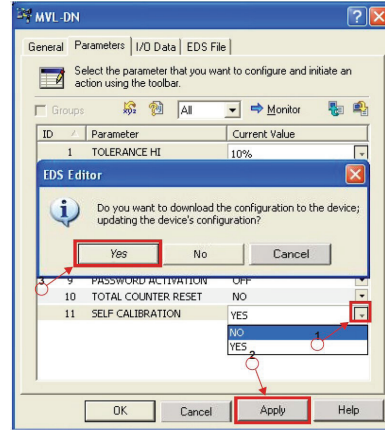 MVL-DN
General Parameters I/O Data EDS File
Select the parameter that you want to configure and initiate an
action using the toolbar.
Groups All Monitor
ID Parameter Current Value
1 TOLERANCE HI 10%
EDS Editor
Do you want to download the configuration to the device;
updating the device's configuration?
Yes No Cancel
3 9 PASSWORD ACTIVATION OFF
10 TOTAL COUNTER RESET NO
11 SELF CALIBRATION YES
NO
YES
1
2
OK Cancel Apply Help